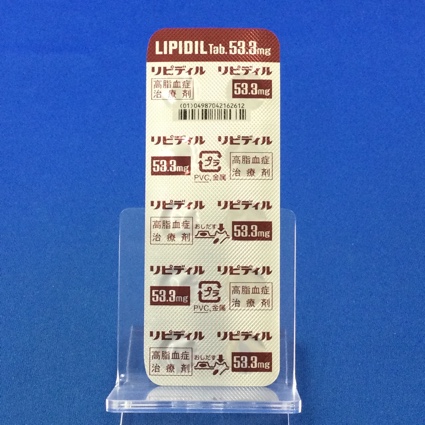 LIPIDIL Tab. 53.3mg
リピディル リピディル
高脂血症 53.3mg
治療剤
(01)04987042162612
リピディル リピディル
53.3mg プラ 高脂血症
PVC, 金属 治療剤
リピディル リピディル
高脂血症 おしだす 53.3mg
治療剤
リピディル リピディル
53.3mg プラ 高脂血症
PVC, 金属 治療剤
リピディル リピディル
高脂血症 おしだす 53.3mg
治療剤